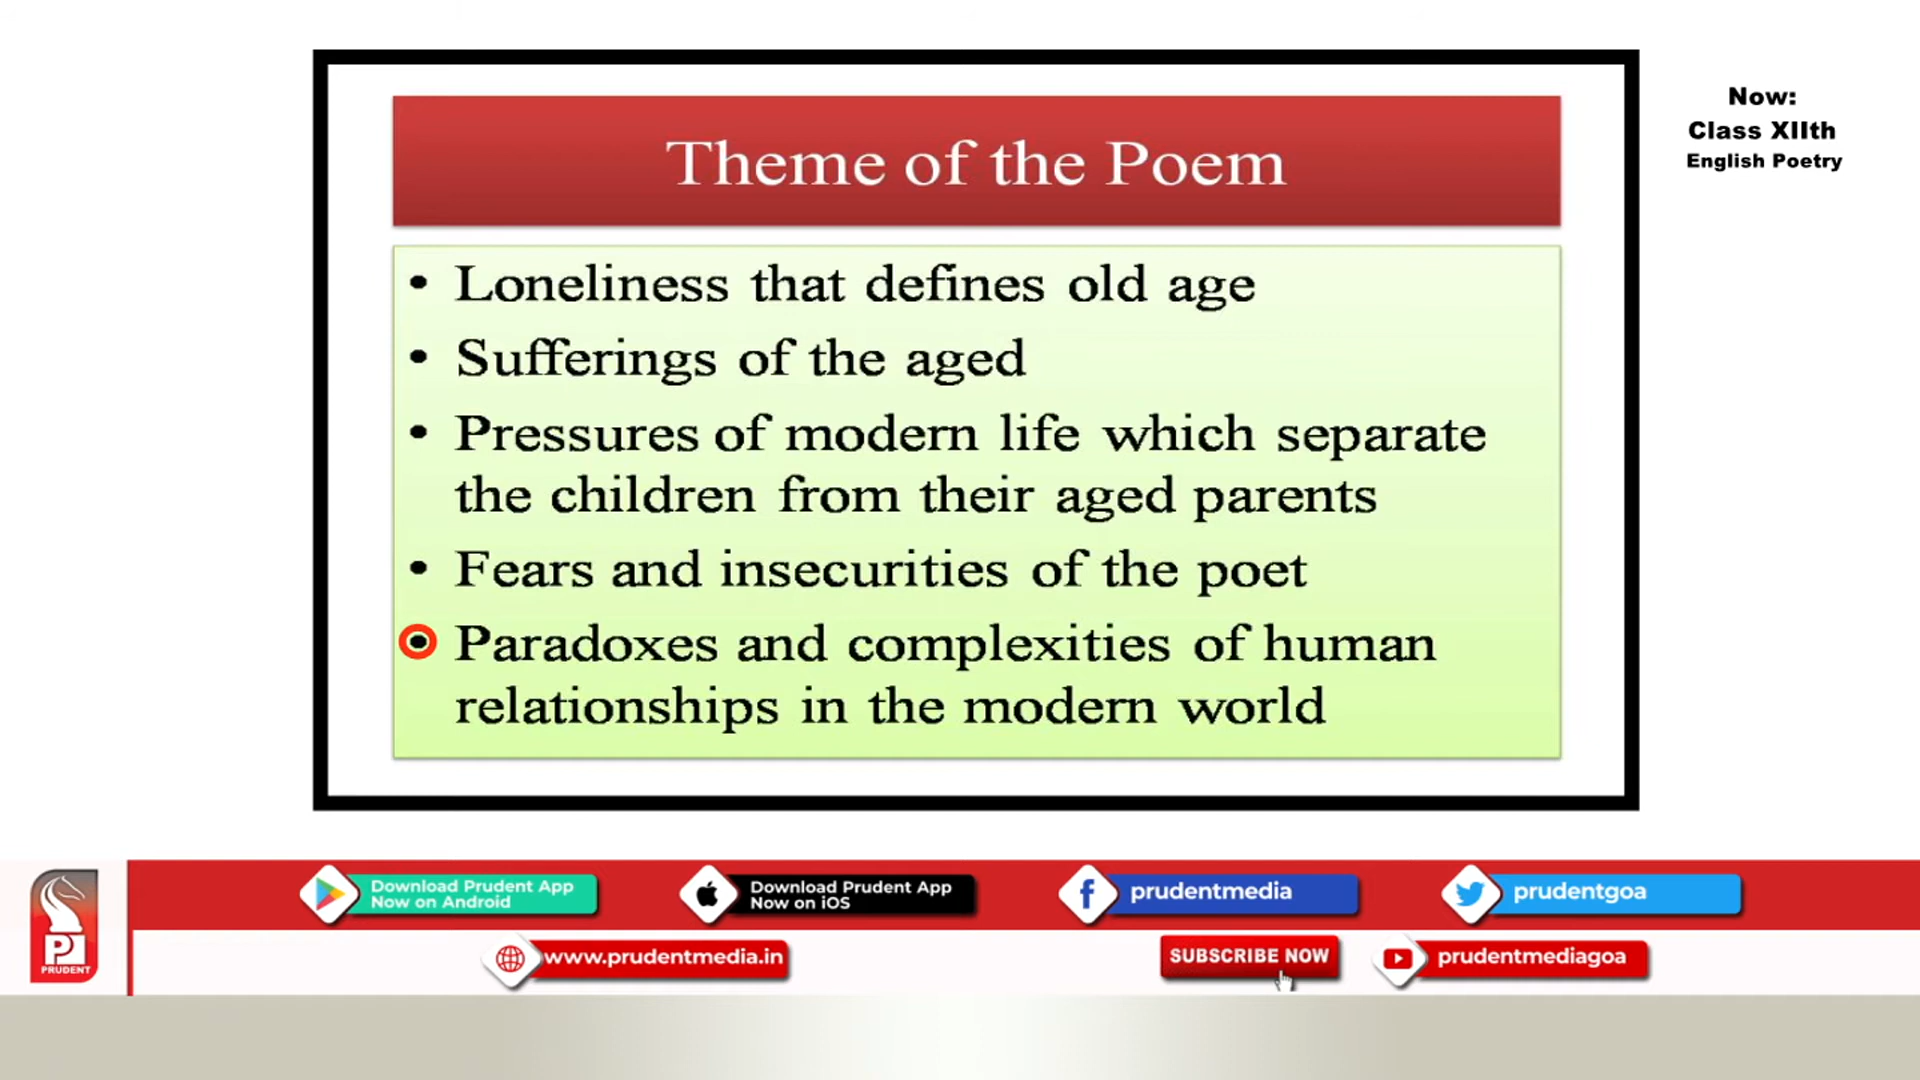 Now:
Class XIIth
English Poetry
Theme of the Poem
• Loneliness that defines old age
• Sufferings of the aged
• Pressures of modern life which separate
the children from their aged parents
• Fears and insecurities of the poet
• Paradoxes and complexities of human
relationships in the modern world
Download Prudent App
Now on Android
Download Prudent App
Now on iOS
prudentmedia
prudentgoa
PRUDENT
www.prudentmedia.in
SUBSCRIBE NOW
prudentmediagoa